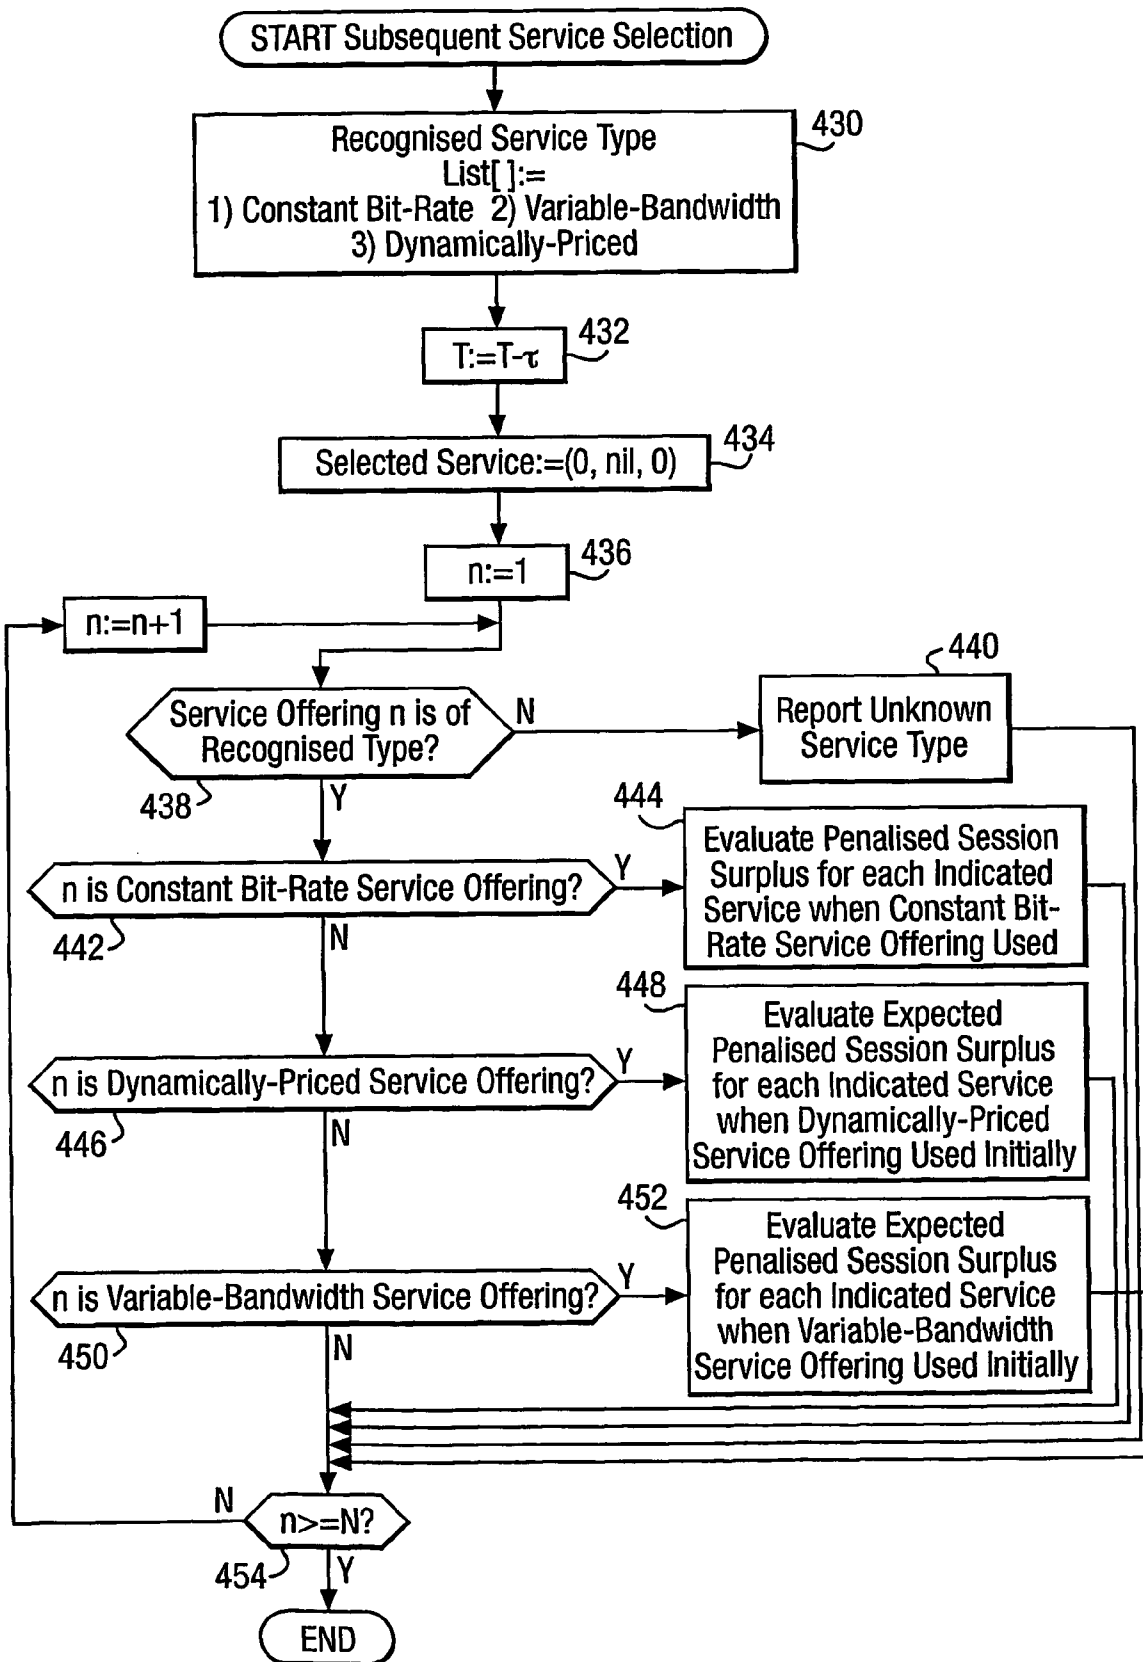 START Subsequent Service Selection
430
Recognised Service Type
List[ ]:=
1) Constant Bit-Rate 2) Variable-Bandwidth
3) Dynamically-Priced
432
T:=T-τ
434
Selected Service:=(0, nil, 0)
436
n:=1
n:=n+1
440
Service Offering n is of
Recognised Type?
N
Report Unknown
Service Type
438
Y
444
Evaluate Penalised Session
Surplus for each Indicated
Service when Constant Bit-
Rate Service Offering Used
n is Constant Bit-Rate Service Offering?
Y
442
N
448
Evaluate Expected
Penalised Session Surplus
for each Indicated Service
when Dynamically-Priced
Service Offering Used Initially
n is Dynamically-Priced Service Offering?
Y
446
N
452
Evaluate Expected
Penalised Session Surplus
for each Indicated Service
when Variable-Bandwidth
Service Offering Used Initially
n is Variable-Bandwidth Service Offering?
Y
450
N
N
n>=N?
454
Y
END